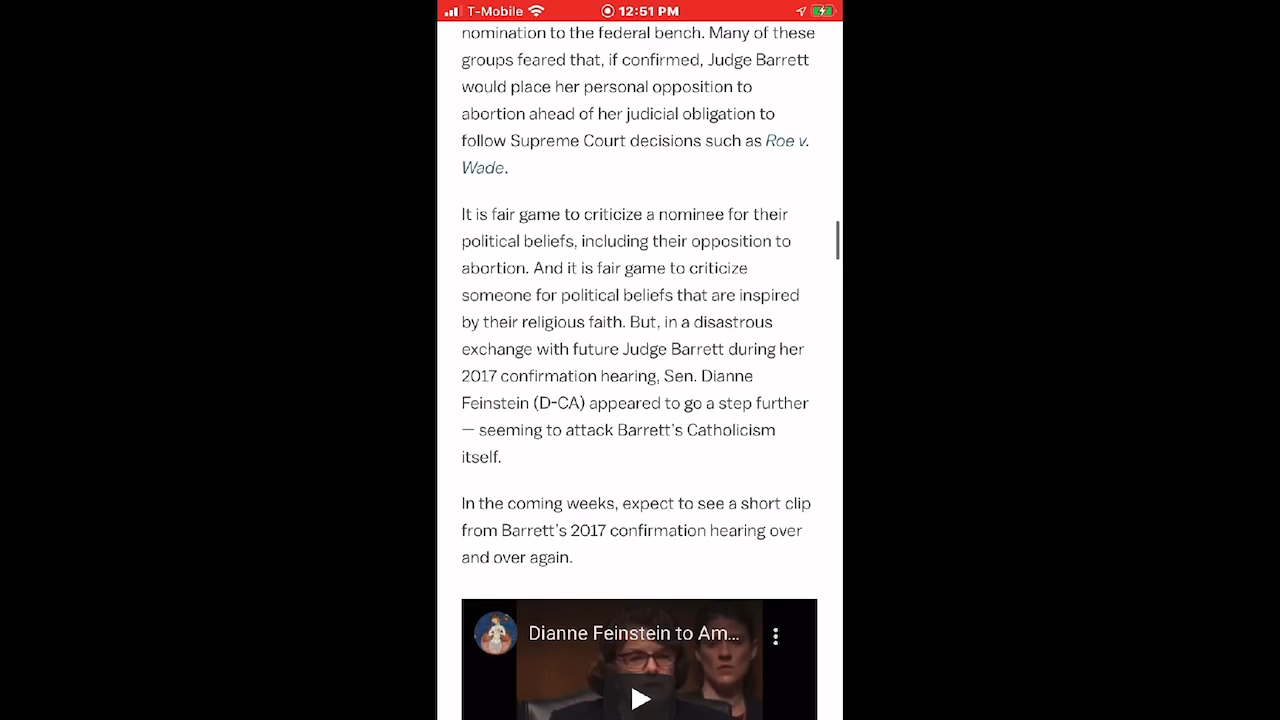 T-Mobile 12:51 PM
nomination to the federal bench. Many of these
groups feared that, if confirmed, Judge Barrett
would place her personal opposition to
abortion ahead of her judicial obligation to
follow Supreme Court decisions such as Roe v.
Wade.
It is fair game to criticize a nominee for their
political beliefs, including their opposition to
abortion. And it is fair game to criticize
someone for political beliefs that are inspired
by their religious faith. But, in a disastrous
exchange with future Judge Barrett during her
2017 confirmation hearing, Sen. Dianne
Feinstein (D-CA) appeared to go a step further
— seeming to attack Barrett's Catholicism
itself.
In the coming weeks, expect to see a short clip
from Barrett's 2017 confirmation hearing over
and over again.
Dianne Feinstein to Am...